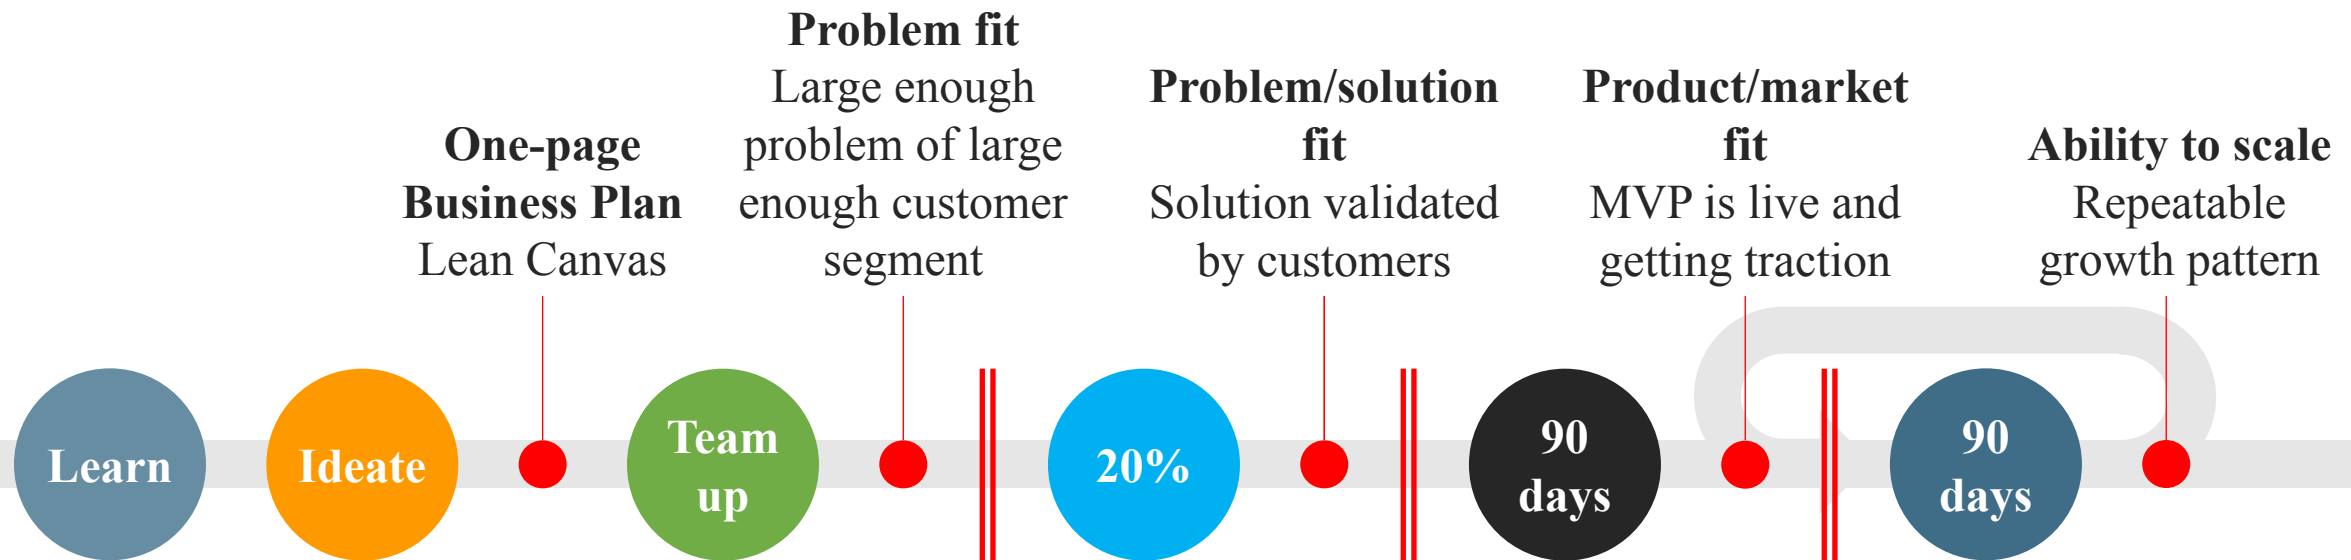 Problem fit
Large enough
problem of large
enough customer
segment
One-page
Business Plan
Lean Canvas
Problem/solution
fit
Solution validated
by customers
Product/market
fit
MVP is live and
getting traction
Ability to scale
Repeatable
growth pattern
Learn
Ideate
Team
up
20%
90
days
90
days